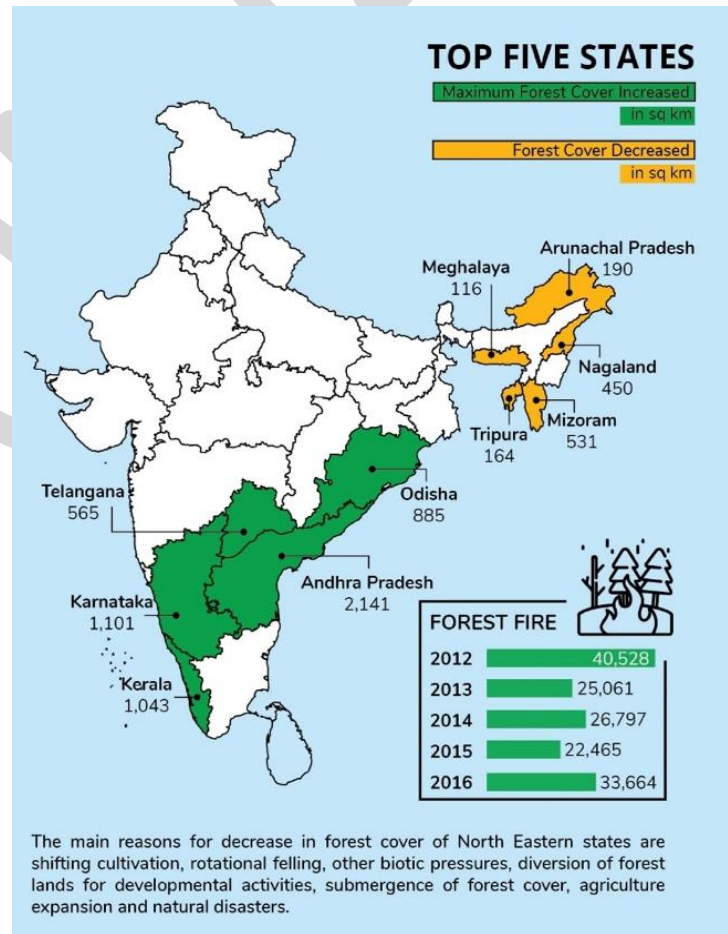 TOP FIVE STATES
Maximum Forest Cover Increased
in sq km
Forest Cover Decreased
in sq km
Arunachal Pradesh
190
Meghalaya
116
Nagaland
450
Mizoram
531
Tripura
164
Telangana
565
Odisha
885
Andhra Pradesh
2,141
Karnataka
1,101
Kerala
1,043
FOREST FIRE
2012 40,528
2013 25,061
2014 26,797
2015 22,465
2016 33,664
The main reasons for decrease in forest cover of North Eastern states are
shifting cultivation, rotational felling, other biotic pressures, diversion of forest
lands for developmental activities, submergence of forest cover, agriculture
expansion and natural disasters.